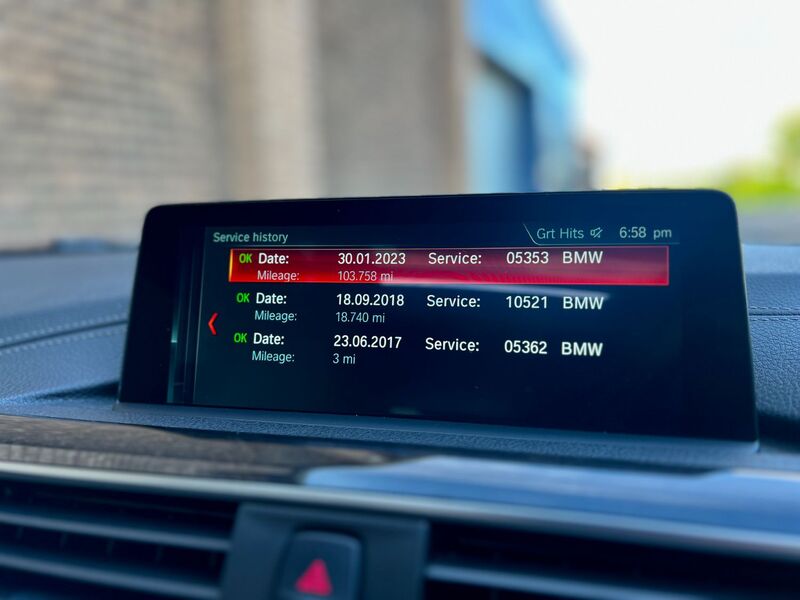 Service history Grt Hits 6:58 pm
OK Date: 30.01.2023 Service: 05353 BMW
Mileage: 103.758 mi
OK Date: 18.09.2018 Service: 10521 BMW
Mileage: 18.740 mi
OK Date: 23.06.2017 Service: 05362 BMW
Mileage: 3 mi